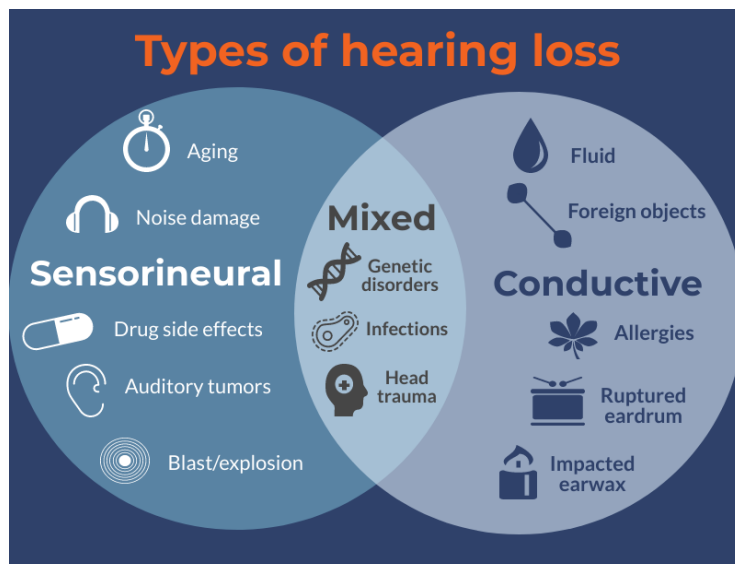 Types of hearing loss
Aging
Noise damage
Sensorineural
Drug side effects
Auditory tumors
Blast/explosion
Mixed
Genetic
disorders
Infections
Head
trauma
Fluid
Foreign objects
Conductive
Allergies
Ruptured
eardrum
Impacted
earwax